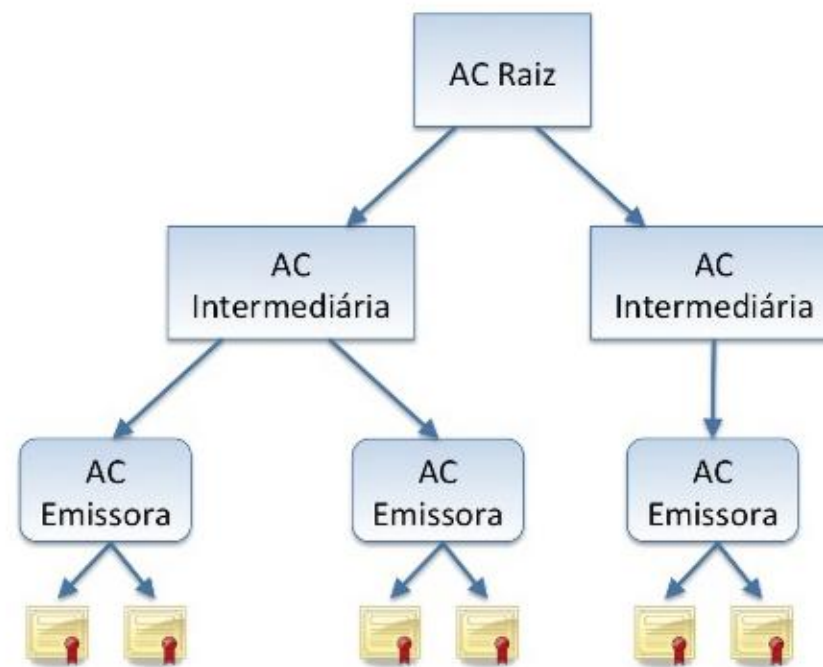 AC Raiz
AC
Intermediária
AC
Intermediária
AC
Emissora
AC
Emissora
AC
Emissora